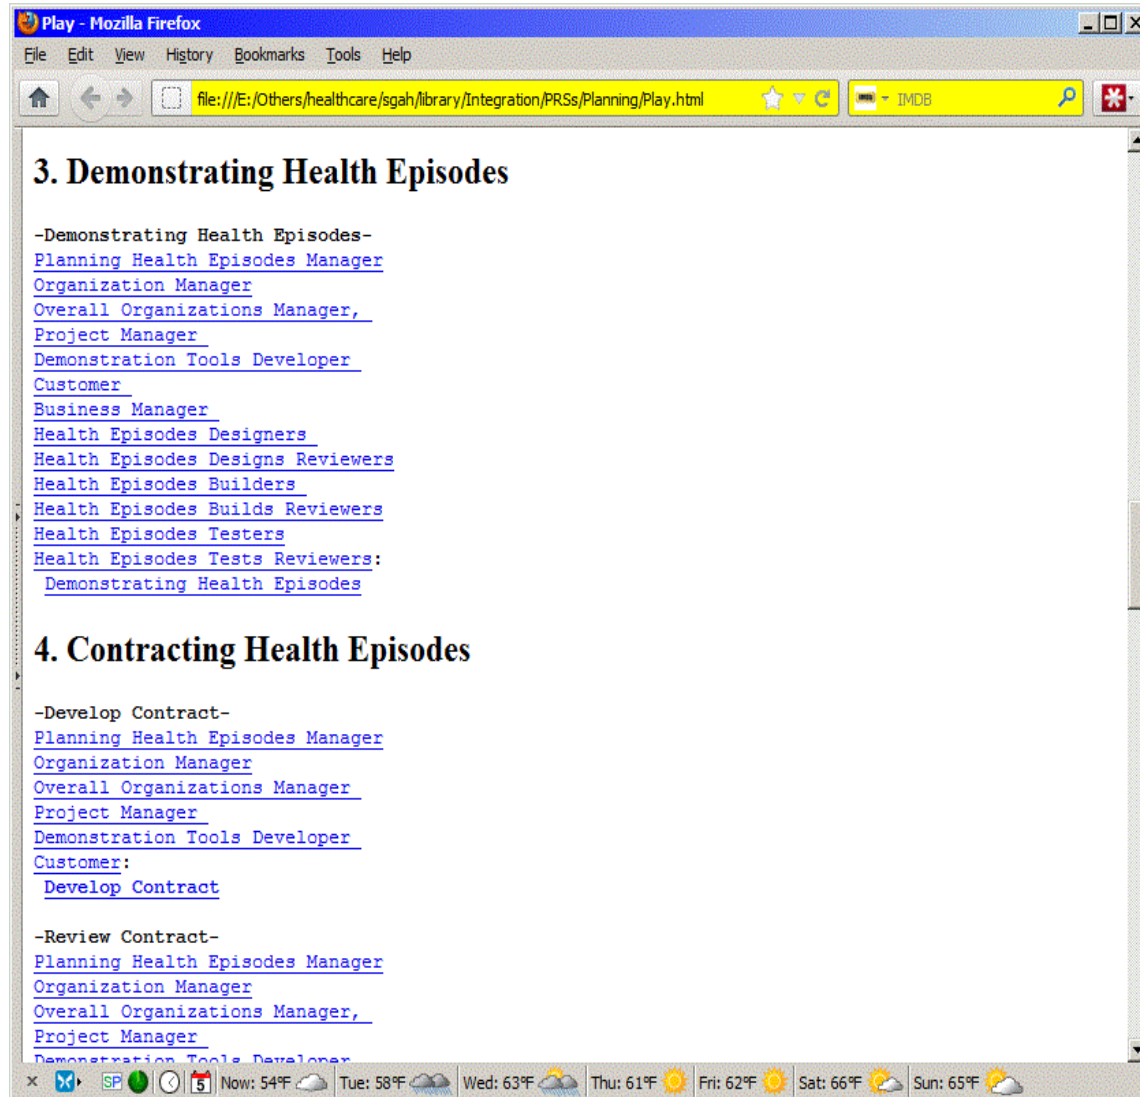 Play - Mozilla Firefox
File Edit View History Bookmarks Tools Help
file:///E:/Others/healthcare/sgah/library/Integration/PRSs/Planning/Play.html IMDB
3. Demonstrating Health Episodes
-Demonstrating Health Episodes-
Planning Health Episodes Manager
Organization Manager
Overall Organizations Manager,
Project Manager
Demonstration Tools Developer
Customer
Business Manager
Health Episodes Designers
Health Episodes Designs Reviewers
Health Episodes Builders
Health Episodes Builds Reviewers
Health Episodes Testers
Health Episodes Tests Reviewers:
Demonstrating Health Episodes
4. Contracting Health Episodes
-Develop Contract-
Planning Health Episodes Manager
Organization Manager
Overall Organizations Manager
Project Manager
Demonstration Tools Developer
Customer:
Develop Contract
-Review Contract-
Planning Health Episodes Manager
Organization Manager
Overall Organizations Manager,
Project Manager
Demonstration Tools Developer
SP 5 Now: 54°F Tue: 58°F Wed: 63°F Thu: 61°F Fri: 62°F Sat: 66°F Sun: 65°F